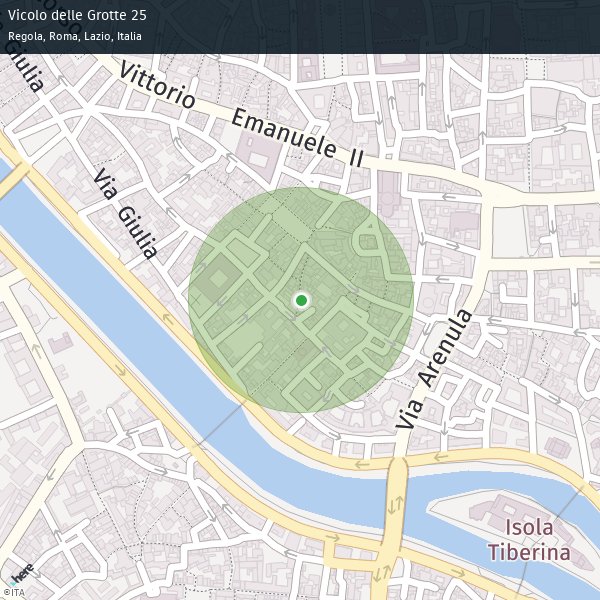 Vicolo delle Grotte 25
Regola, Roma, Lazio, Italia
Giulia
Vittorio
Emanuele II
Via Giulia
Via Arenula
Isola
Tiberina
here
©ITA